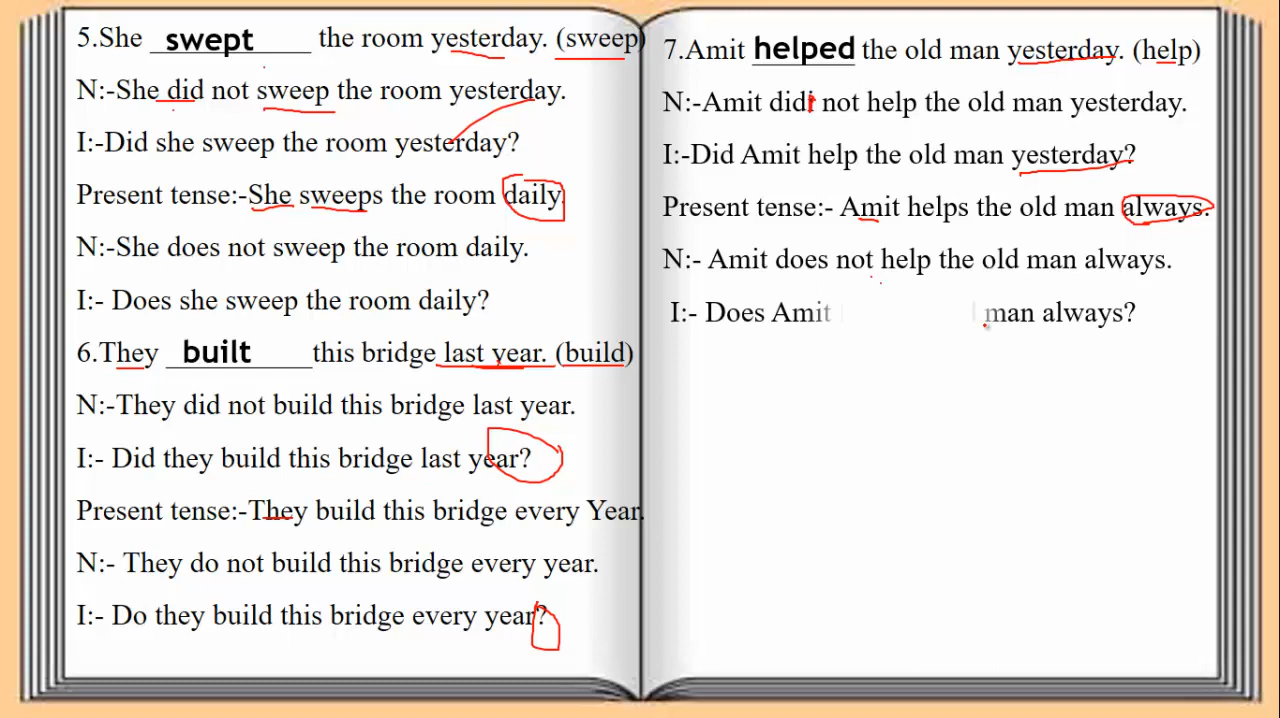 5.She swept the room yesterday. (sweep)
N:-She did not sweep the room yesterday.
I:-Did she sweep the room yesterday?
Present tense:-She sweeps the room daily.
N:-She does not sweep the room daily.
I:- Does she sweep the room daily?
6.They built this bridge last year. (build)
N:-They did not build this bridge last year.
I:- Did they build this bridge last year?
Present tense:-They build this bridge every Year.
N:- They do not build this bridge every year.
I:- Do they build this bridge every year?
7.Amit helped the old man yesterday. (help)
N:-Amit did not help the old man yesterday.
I:-Did Amit help the old man yesterday?
Present tense:- Amit helps the old man always.
N:- Amit does not help the old man always.
I:- Does Amit man always?